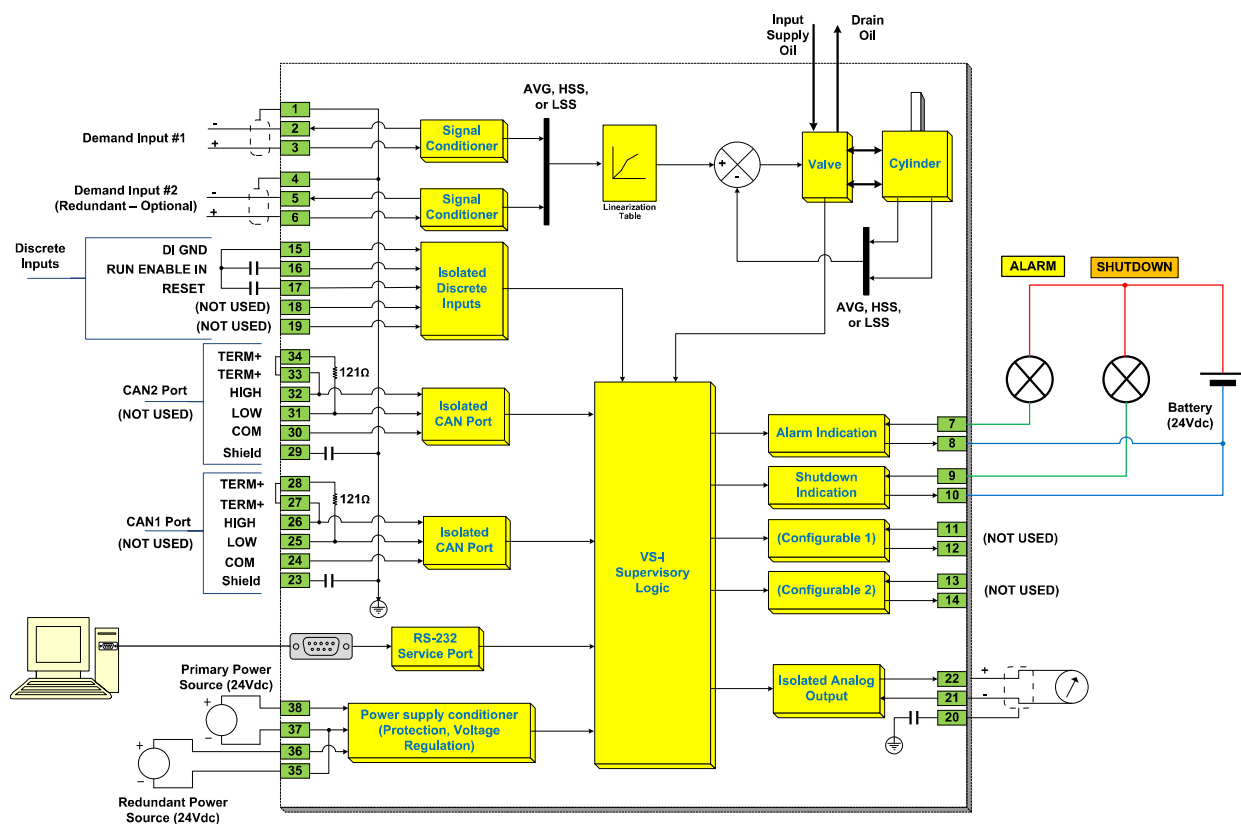 Input
Supply
Oil
Drain
Oil
AVG, HSS,
or LSS
Demand Input #1
-
+
1
2
3
Signal
Conditioner
Demand Input #2
(Redundant – Optional)
-
+
4
5
6
Signal
Conditioner
Linearization
Table
+
-
Valve
Cylinder
AVG, HSS,
or LSS
Discrete
Inputs
DI GND
RUN ENABLE IN
RESET
(NOT USED)
(NOT USED)
15
16
17
18
19
Isolated
Discrete
Inputs
CAN2 Port
(NOT USED)
TERM+
TERM+
HIGH
LOW
COM
Shield
34
33
32
31
30
29
121Ω
Isolated
CAN Port
CAN1 Port
(NOT USED)
TERM+
TERM+
HIGH
LOW
COM
Shield
28
27
26
25
24
23
121Ω
Isolated
CAN Port
RS-232
Service Port
Primary Power
Source (24Vdc)
+
–
+
–
Redundant Power
Source (24Vdc)
38
37
36
35
Power supply conditioner
(Protection, Voltage
Regulation)
VS-I
Supervisory
Logic
ALARM
SHUTDOWN
Battery
(24Vdc)
Alarm Indication
7
8
Shutdown
Indication
9
10
(Configurable 1)
11
12
(NOT USED)
(Configurable 2)
13
14
(NOT USED)
Isolated Analog
Output
22
21
20
+
-